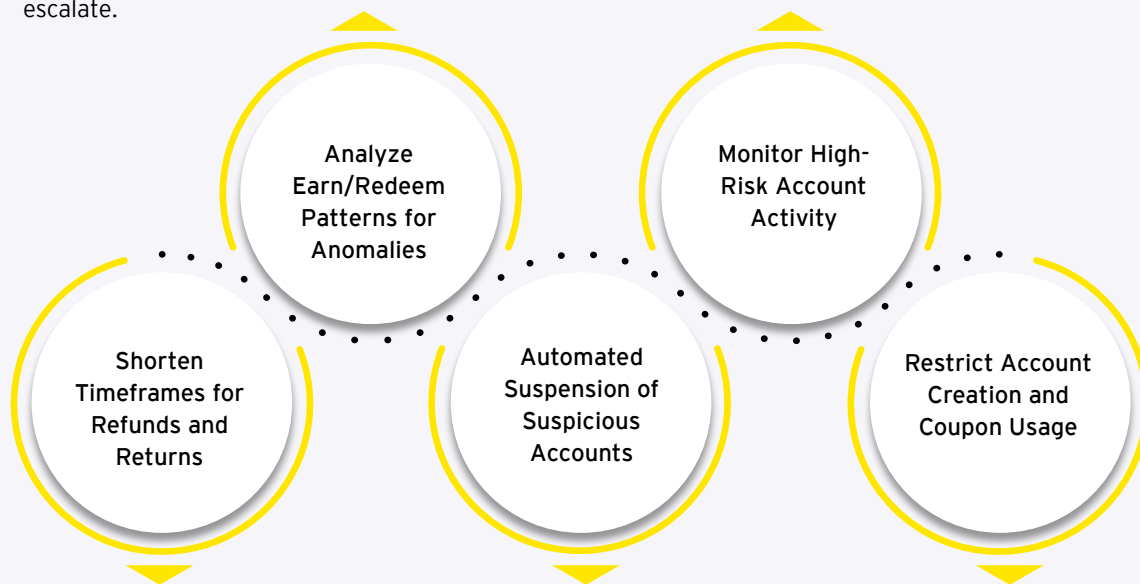 escalate.
Shorten
Timeframes for
Refunds and
Returns
Analyze
Earn/Redeem
Patterns for
Anomalies
Automated
Suspension of
Suspicious
Accounts
Monitor High-
Risk Account
Activity
Restrict Account
Creation and
Coupon Usage